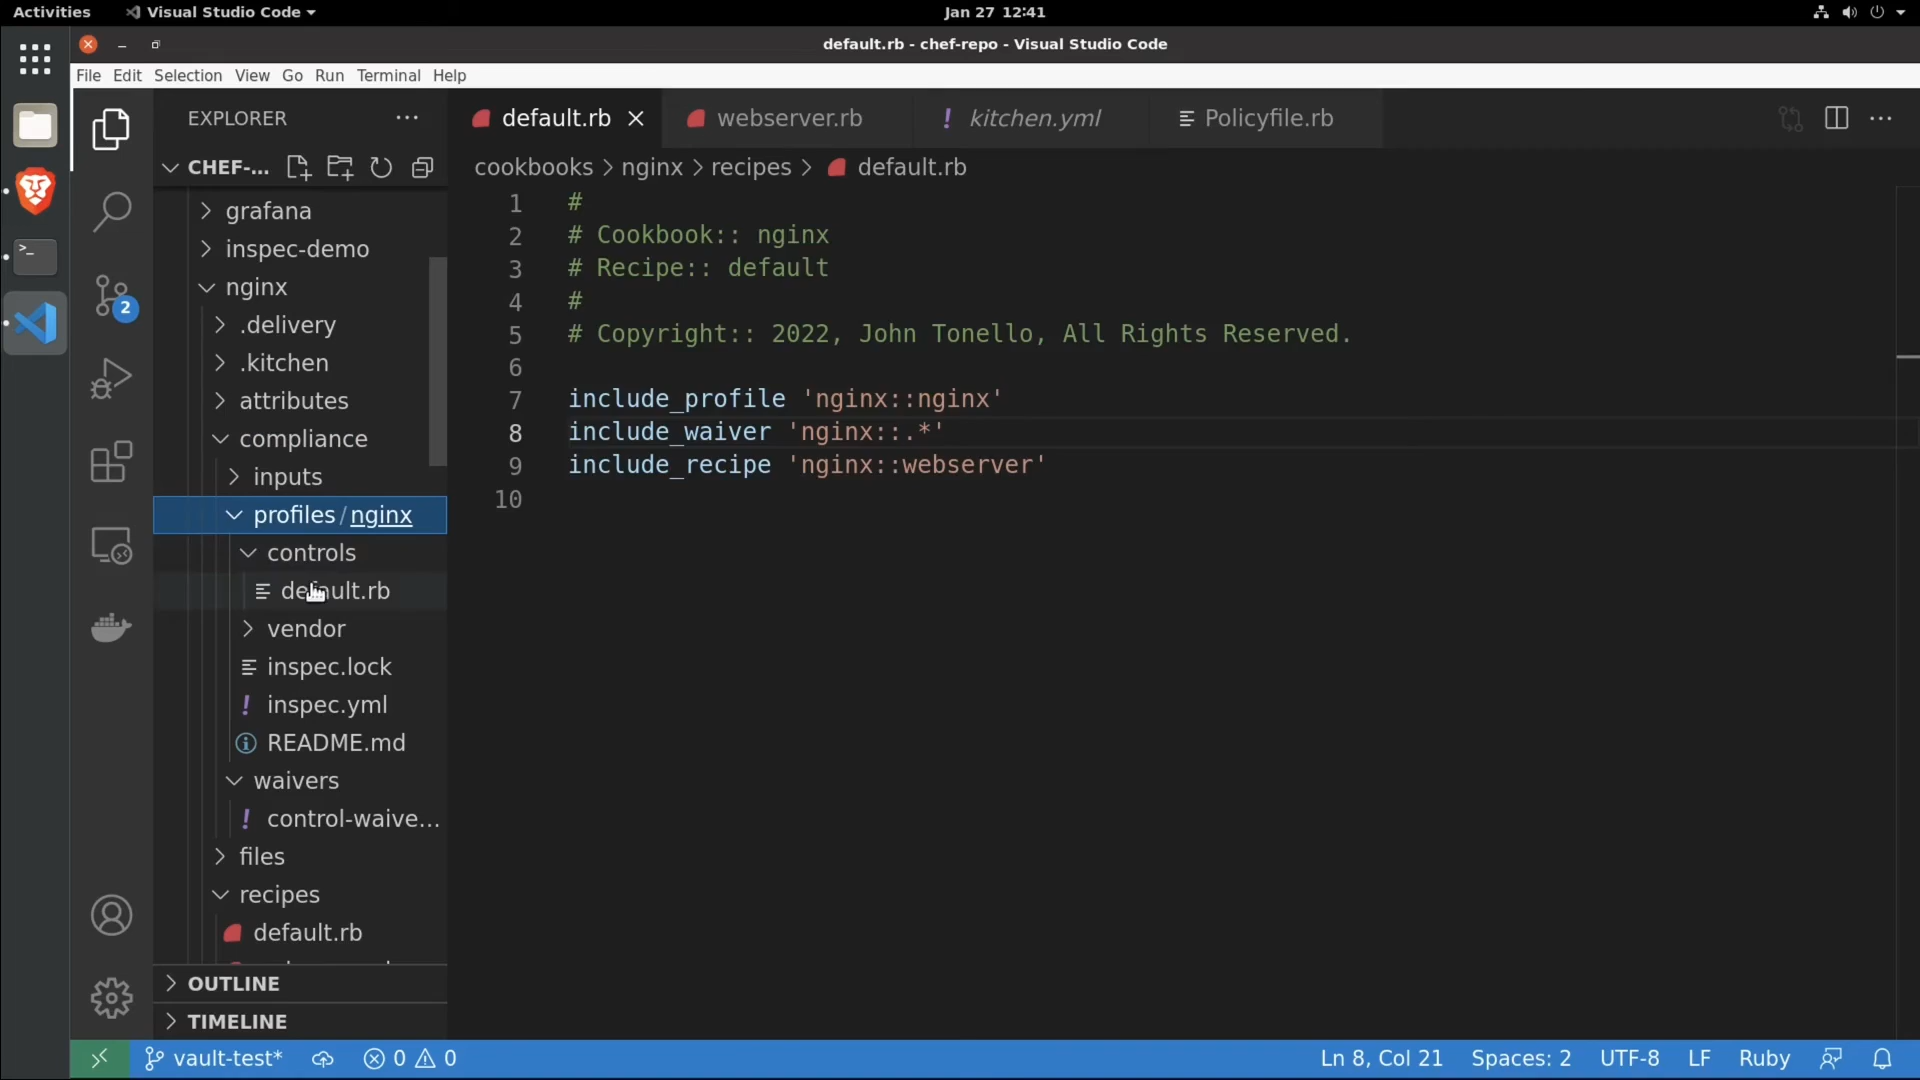 Activities
Visual Studio Code
Jan 27 12:41
default.rb - chef-repo - Visual Studio Code
File Edit Selection View Go Run Terminal Help
EXPLORER
default.rb
webserver.rb
kitchen.yml
Policyfile.rb
CHEF-...
cookbooks > nginx > recipes > default.rb
grafana
inspec-demo
nginx
.delivery
.kitchen
attributes
compliance
inputs
profiles / nginx
controls
default.rb
vendor
inspec.lock
inspec.yml
README.md
waivers
control-waive...
files
recipes
default.rb
OUTLINE
TIMELINE
2
1 #
2 # Cookbook:: nginx
3 # Recipe:: default
4 #
5 # Copyright:: 2022, John Tonello, All Rights Reserved.
6
7 include_profile 'nginx::nginx'
8 include_waiver 'nginx::.*'
9 include_recipe 'nginx::webserver'
10
vault-test*
0
0
Ln 8, Col 21
Spaces: 2
UTF-8
LF
Ruby